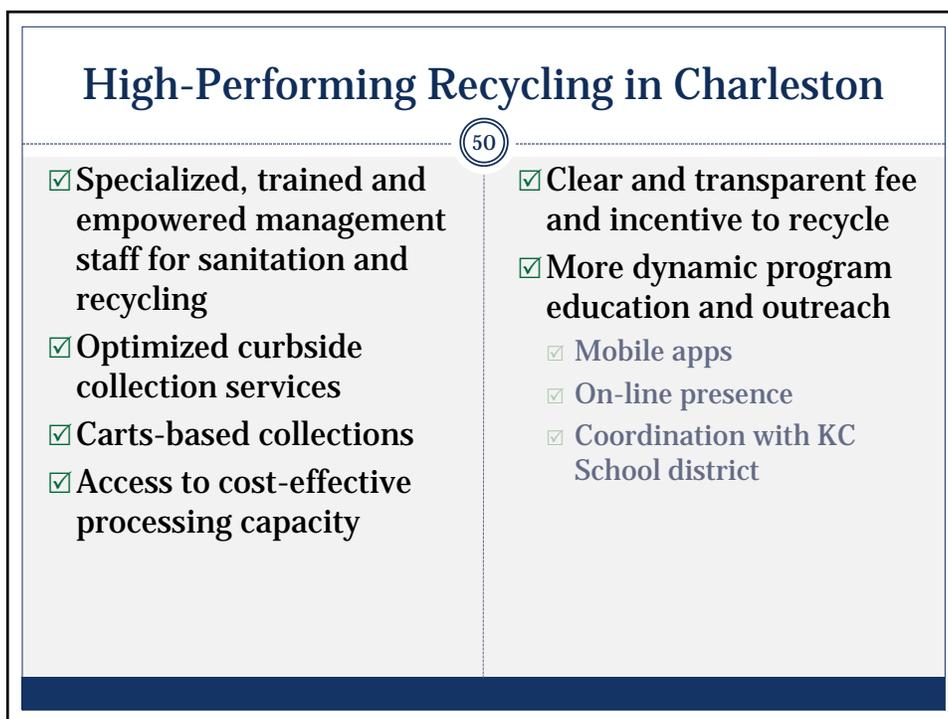 High-Performing Recycling in Charleston
50
☑ Specialized, trained and
empowered management
staff for sanitation and
recycling
☑ Optimized curbside
collection services
☑ Carts-based collections
☑ Access to cost-effective
processing capacity
☑ Clear and transparent fee
and incentive to recycle
☑ More dynamic program
education and outreach
☑ Mobile apps
☑ On-line presence
☑ Coordination with KC
School district